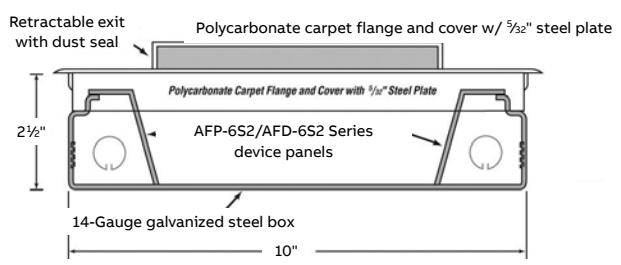 Retractable exit
with dust seal
Polycarbonate carpet flange and cover w/ 5/32" steel plate
Polycarbonate Carpet Flange and Cover with 5/32" Steel Plate
2½"
AFP-6S2/AFD-6S2 Series
device panels
14-Gauge galvanized steel box
10"